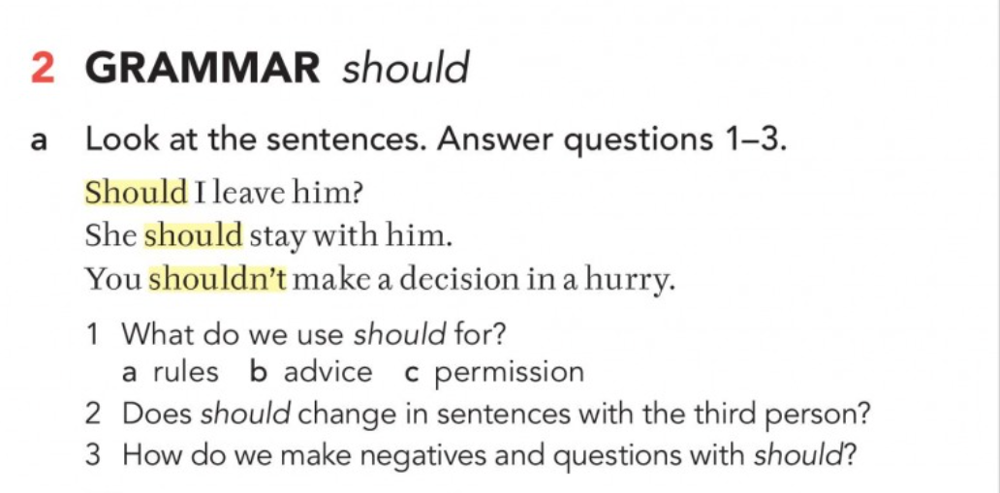 2 GRAMMAR should
a Look at the sentences. Answer questions 1–3.
Should I leave him?
She should stay with him.
You shouldn't make a decision in a hurry.
1 What do we use should for?
a rules b advice c permission
2 Does should change in sentences with the third person?
3 How do we make negatives and questions with should?